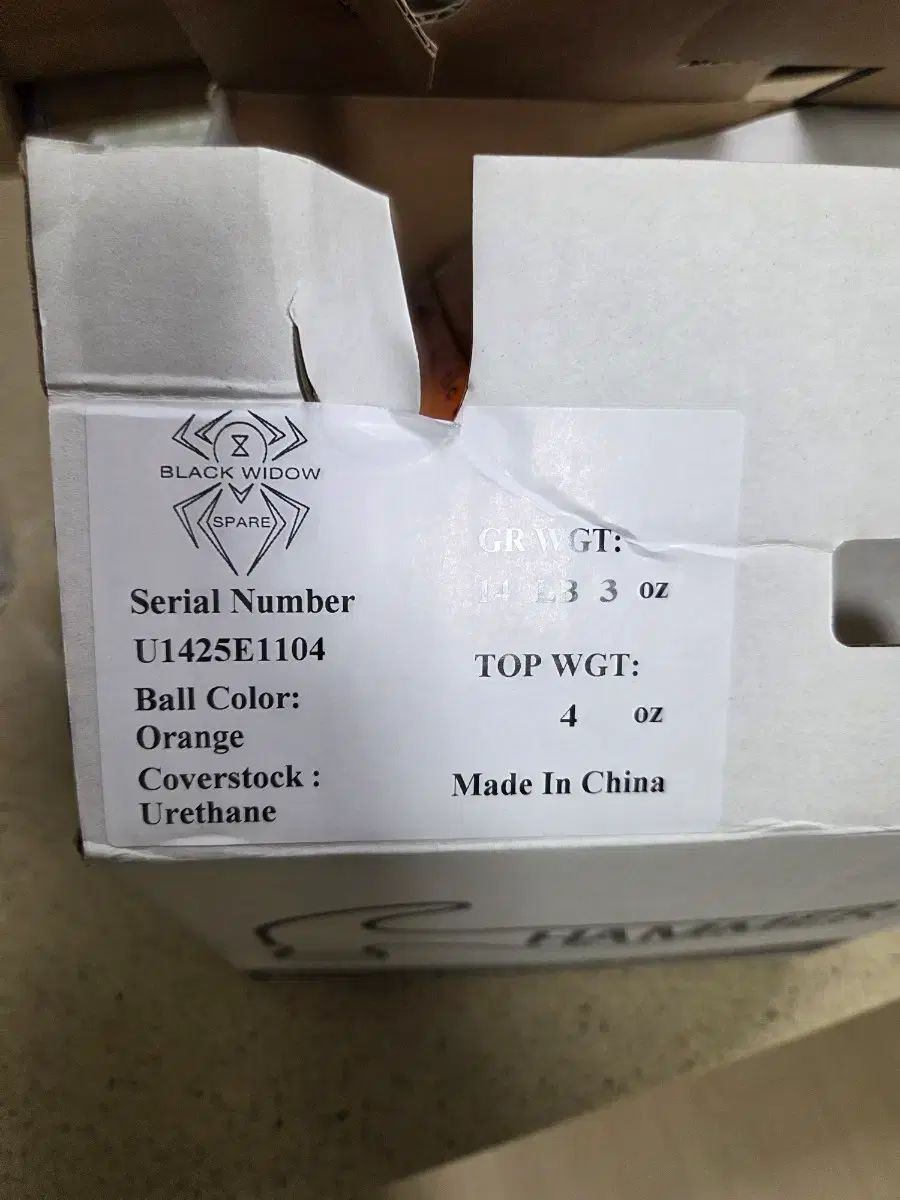 BLACK WIDOW
SPARE
Serial Number
U1425E1104
Ball Color:
Orange
Coverstock :
Urethane
GR WGT:
14 LB 3 oz
TOP WGT:
4 oz
Made In China
HAMMER